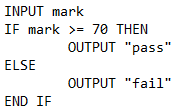 INPUT mark
IF mark >= 70 THEN
        OUTPUT "pass"
ELSE
        OUTPUT "fail"
END IF